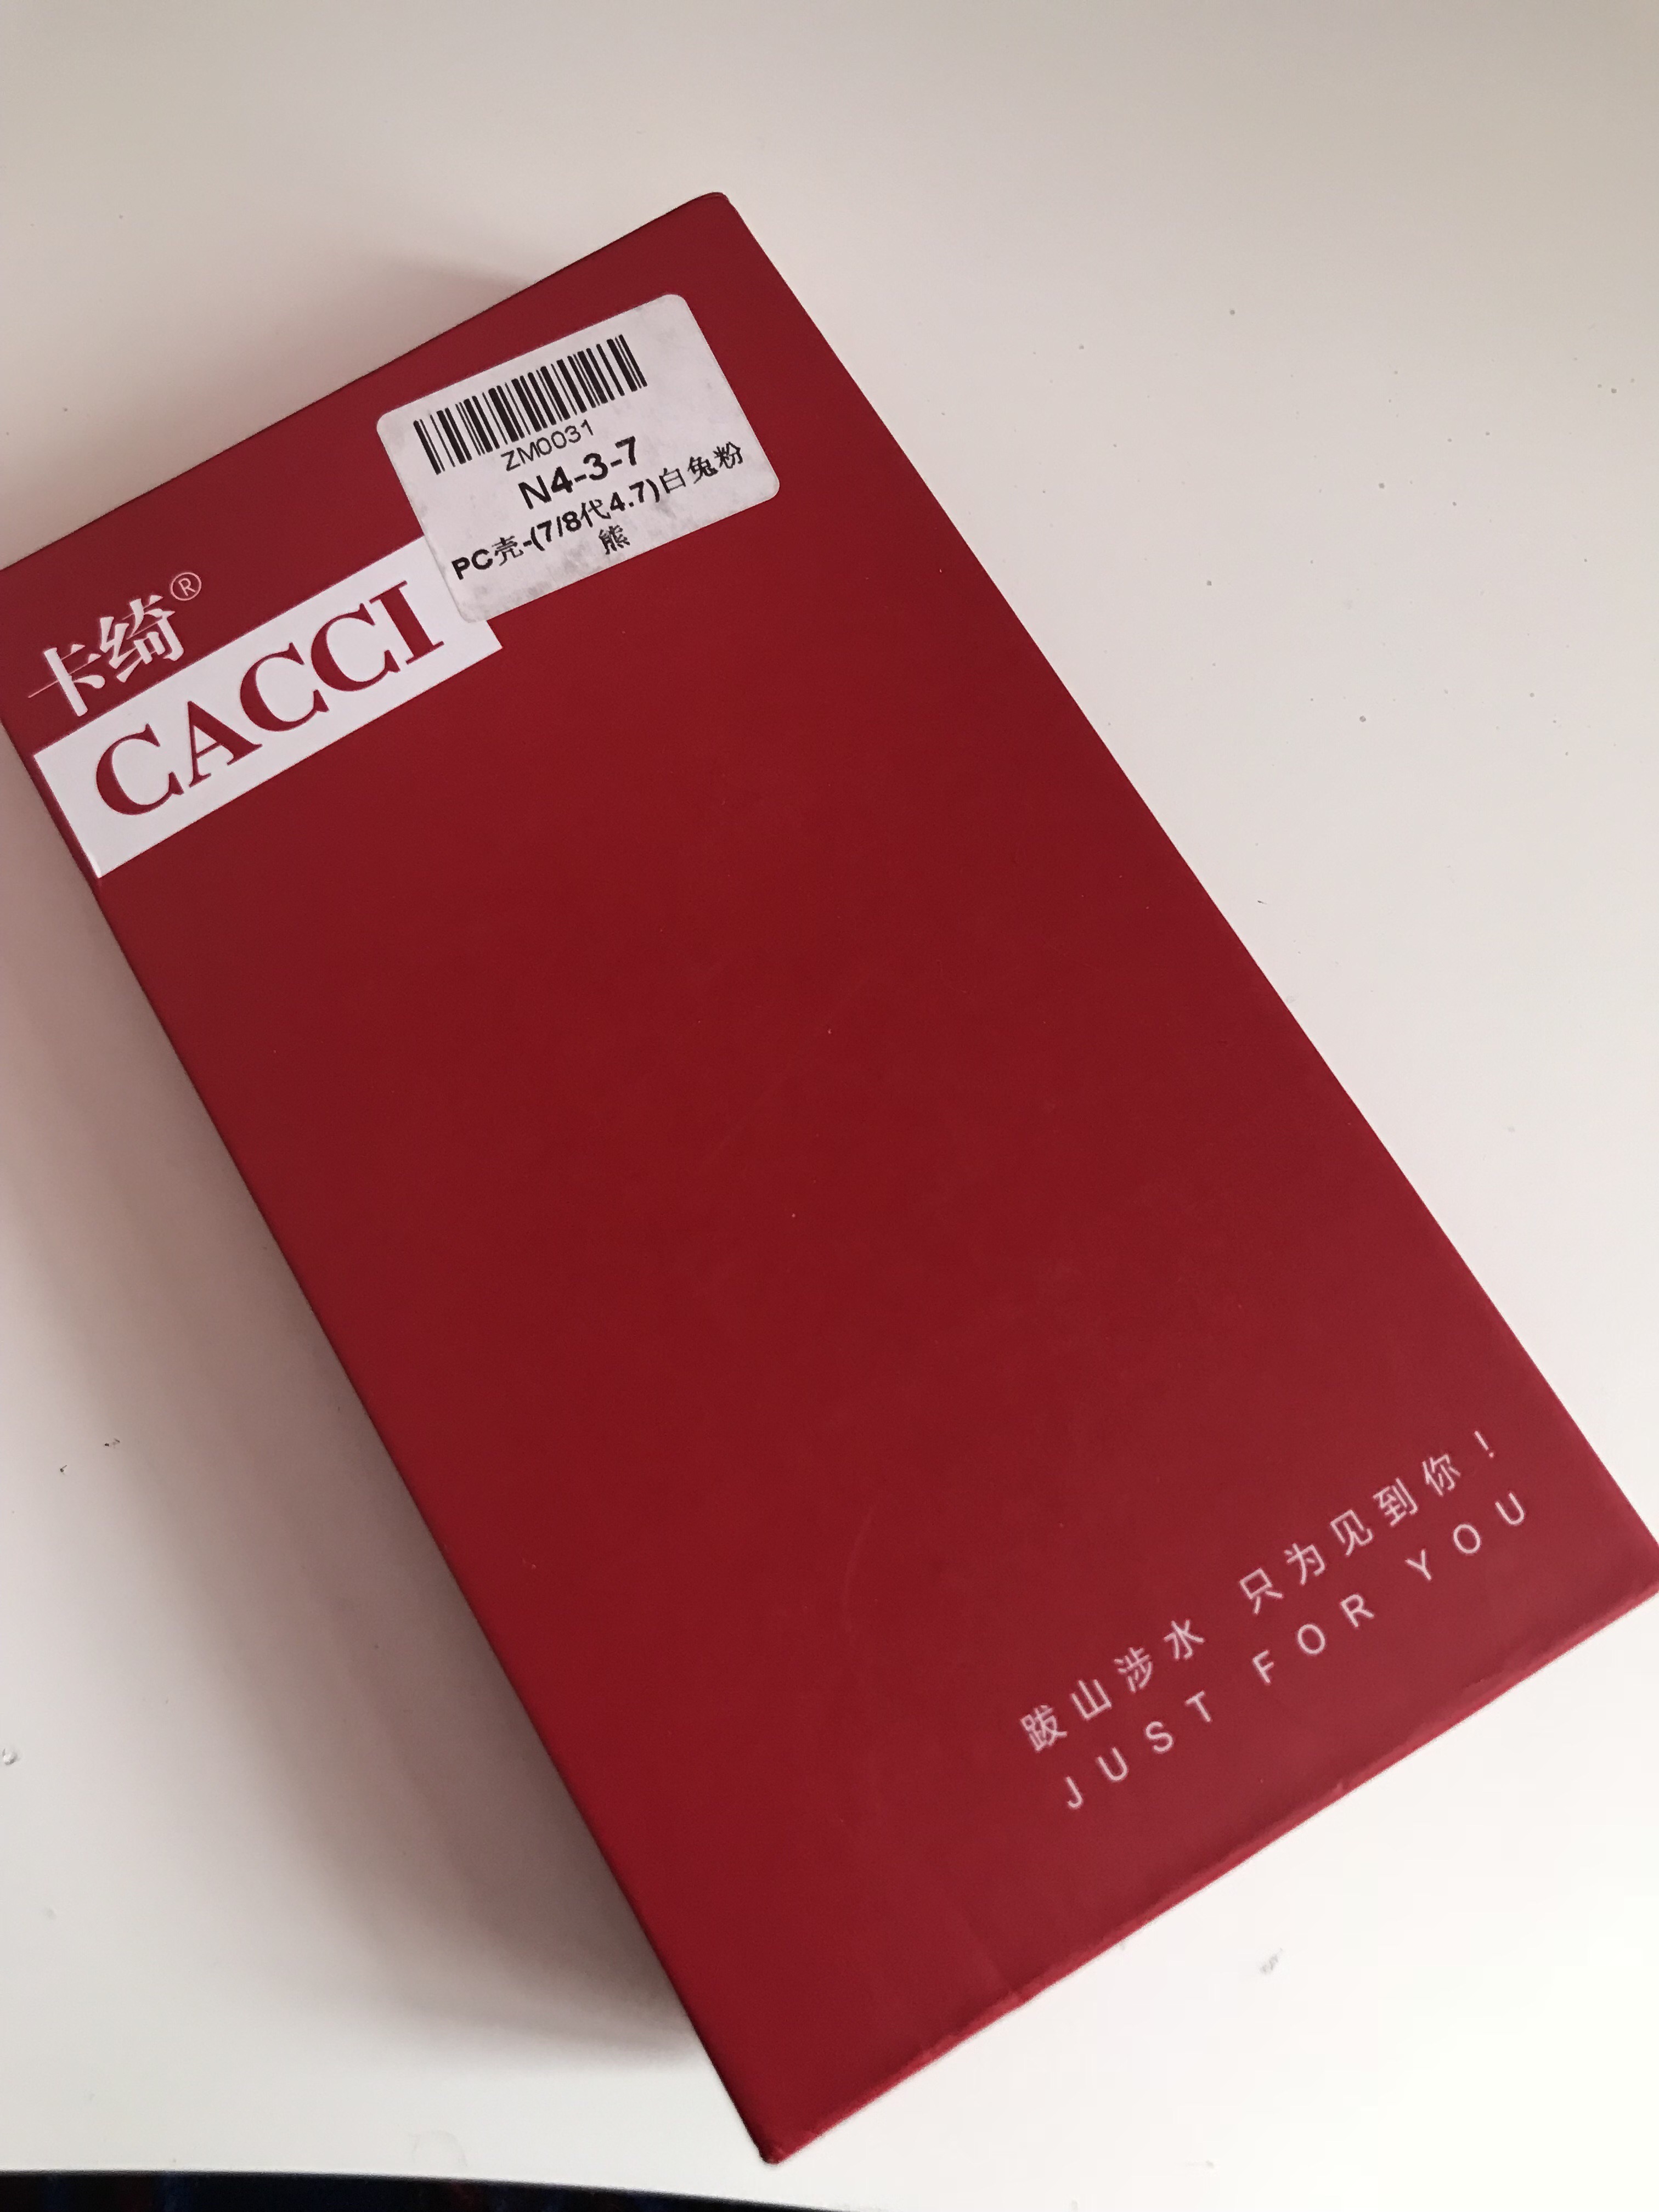 ZM0031
N4-3-7
PC壳-(7/8代4.7)白兔粉
熊
卡绮®
CACCI
跋山涉水 只为见到你！
JUST FOR YOU